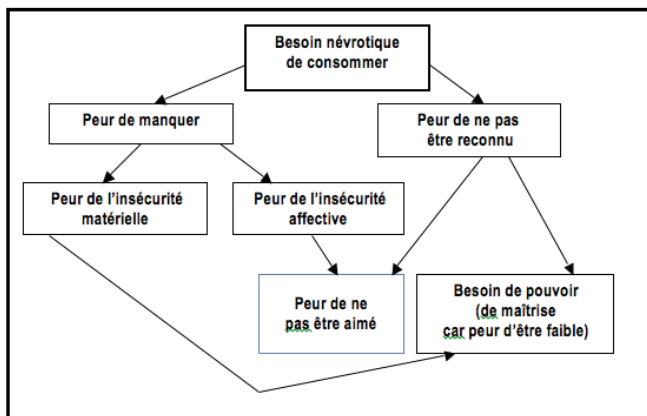 Besoin névrotique
de consommer
Peur de manquer
Peur de ne pas
être reconnu
Peur de l'insécurité
matérielle
Peur de l'insécurité
affective
Peur de ne
pas être aimé
Besoin de pouvoir
(de maîtrise
car peur d'être faible)